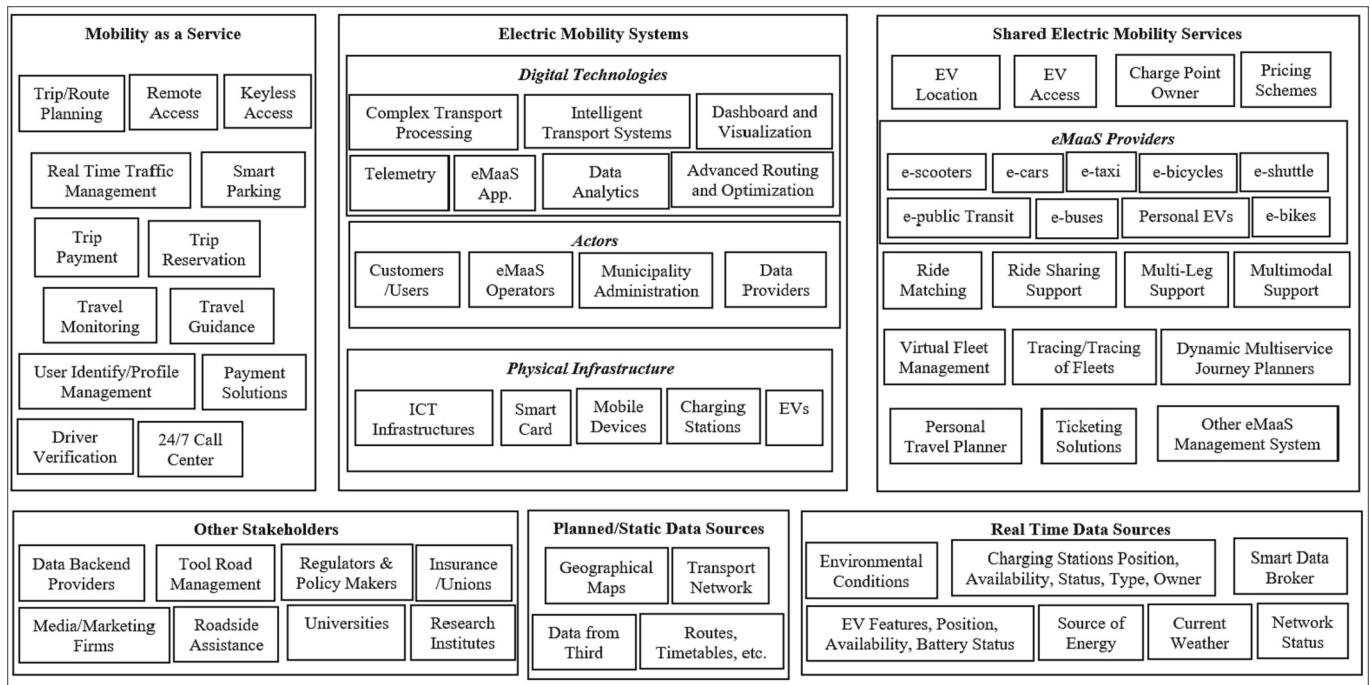 Mobility as a Service
Trip/Route
Planning
Remote
Access
Keyless
Access
Real Time Traffic
Management
Smart
Parking
Trip
Payment
Trip
Reservation
Travel
Monitoring
Travel
Guidance
User Identify/Profile
Management
Payment
Solutions
Driver
Verification
24/7 Call
Center
Electric Mobility Systems
Digital Technologies
Complex Transport
Processing
Intelligent
Transport Systems
Dashboard and
Visualization
Telemetry
eMaaS
App.
Data
Analytics
Advanced Routing
and Optimization
Actors
Customers
/Users
eMaaS
Operators
Municipality
Administration
Data
Providers
Physical Infrastructure
ICT
Infrastructures
Smart
Card
Mobile
Devices
Charging
Stations
EVs
Shared Electric Mobility Services
EV
Location
EV
Access
Charge Point
Owner
Pricing
Schemes
eMaaS Providers
e-scooters
e-cars
e-taxi
e-bicycles
e-shuttle
e-public Transit
e-buses
Personal EVs
e-bikes
Ride
Matching
Ride Sharing
Support
Multi-Leg
Support
Multimodal
Support
Virtual Fleet
Management
Tracing/Tracing
of Fleets
Dynamic Multiservice
Journey Planners
Personal
Travel Planner
Ticketing
Solutions
Other eMaaS
Management System
Other Stakeholders
Data Backend
Providers
Tool Road
Management
Regulators &
Policy Makers
Insurance
/Unions
Media/Marketing
Firms
Roadside
Assistance
Universities
Research
Institutes
Planned/Static Data Sources
Geographical
Maps
Transport
Network
Data from
Third
Routes,
Timetables, etc.
Real Time Data Sources
Environmental
Conditions
Charging Stations Position,
Availability, Status, Type, Owner
Smart Data
Broker
EV Features, Position,
Availability, Battery Status
Source of
Energy
Current
Weather
Network
Status